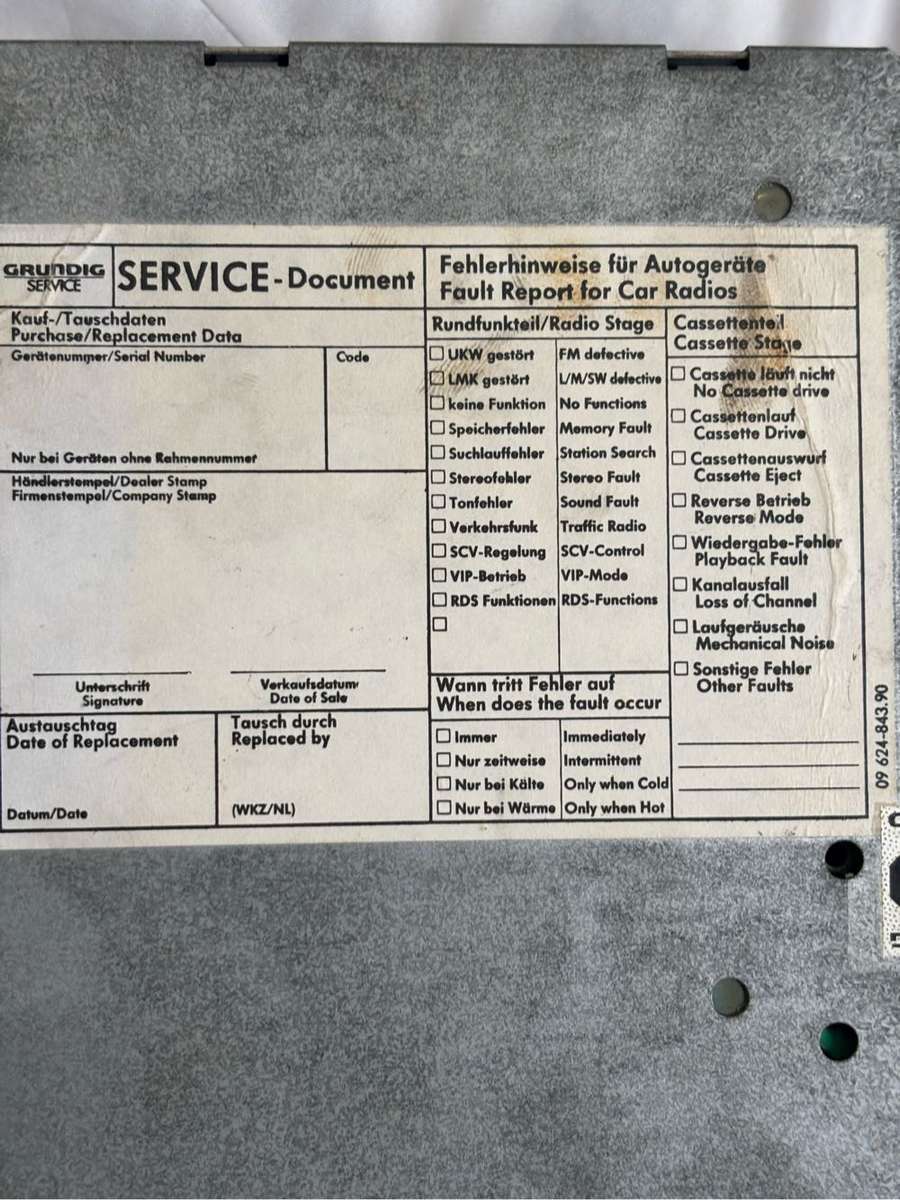 GRUNDIG
SERVICE
SERVICE-Document
Kauf-/Tauschdaten
Purchase/Replacement Data
Gerätenummer/Serial Number
Code
Nur bei Geräten ohne Rahmennummer
Händlerstempel/Dealer Stamp
Firmenstempel/Company Stamp
Unterschrift
Signature
Verkaufsdatum
Date of Sale
Austauschtag
Date of Replacement
Datum/Date
Tausch durch
Replaced by
(WKZ/NL)
Fehlerhinweise für Autogeräte
Fault Report for Car Radios
Rundfunkteil/Radio Stage
UKW gestört FM defective
LMK gestört L/M/SW defective
keine Funktion No Functions
Speicherfehler Memory Fault
Suchlauffehler Station Search
Stereofehler Stereo Fault
Tonfehler Sound Fault
Verkehrsfunk Traffic Radio
SCV-Regelung SCV-Control
VIP-Betrieb VIP-Mode
RDS Funktionen RDS-Functions
Wann tritt Fehler auf
When does the fault occur
Immer Immediately
Nur zeitweise Intermittent
Nur bei Kälte Only when Cold
Nur bei Wärme Only when Hot
Cassettenteil
Cassette Stage
Cassette läuft nicht
No Cassette drive
Cassettenlauf
Cassette Drive
Cassettenauswurf
Cassette Eject
Reverse Betrieb
Reverse Mode
Wiedergabe-Fehler
Playback Fault
Kanalausfall
Loss of Channel
Laufgeräusche
Mechanical Noise
Sonstige Fehler
Other Faults
09 624-843.90